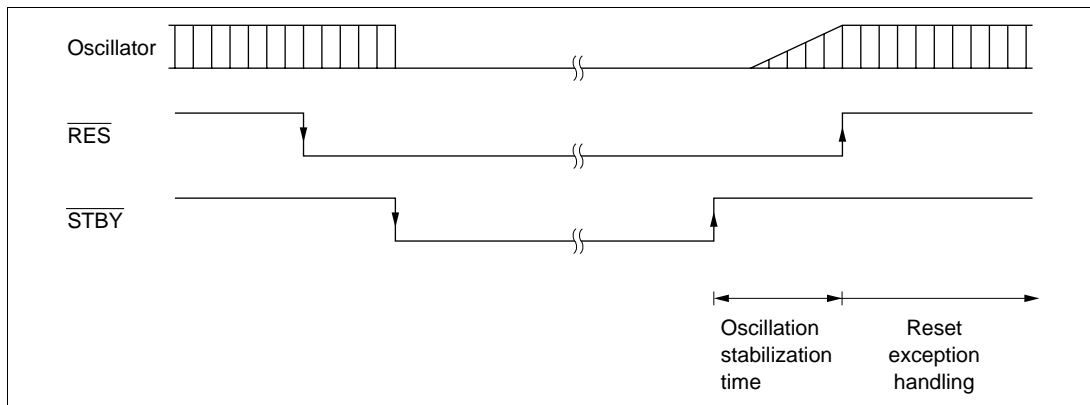 Oscillator
RES
STBY
Oscillation
stabilization
time
Reset
exception
handling